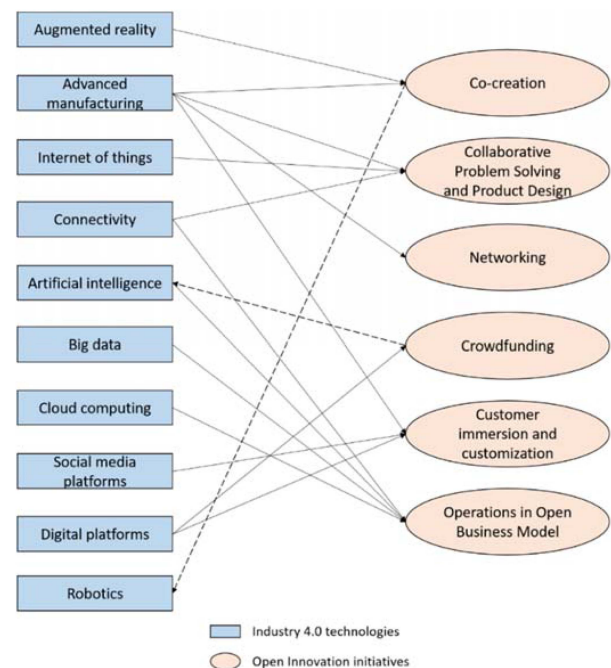 Augmented reality
Advanced
manufacturing
Internet of things
Connectivity
Artificial intelligence
Big data
Cloud computing
Social media
platforms
Digital platforms
Robotics
Co-creation
Collaborative
Problem Solving
and Product Design
Networking
Crowdfunding
Customer
immersion and
customization
Operations in Open
Business Model
Industry 4.0 technologies
Open Innovation initiatives